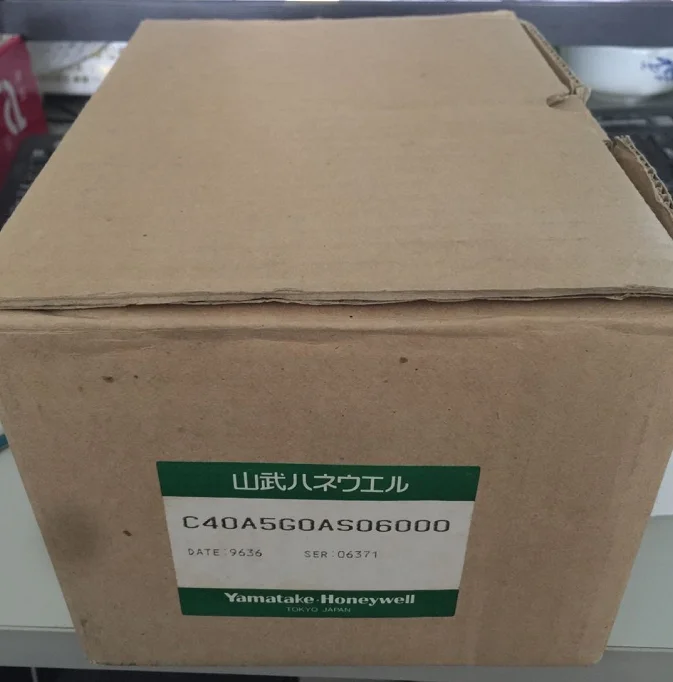 山武ハネウエル
C40A5G0AS06000
DATE:9636 SER:06371
Yamatake-Honeywell
TOKYO JAPAN